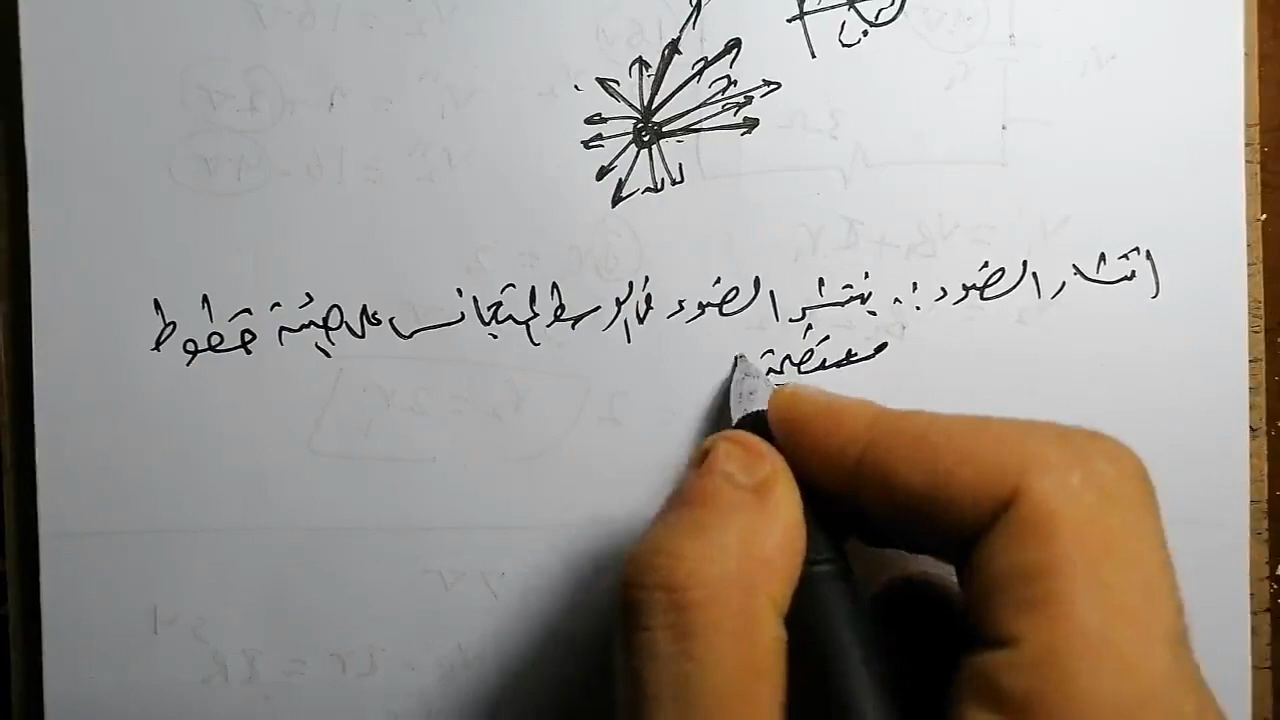 انتشار الضوء :. ينتشر الضوء في الوسط المتجانس على هيئة خطوط
مستقيمة